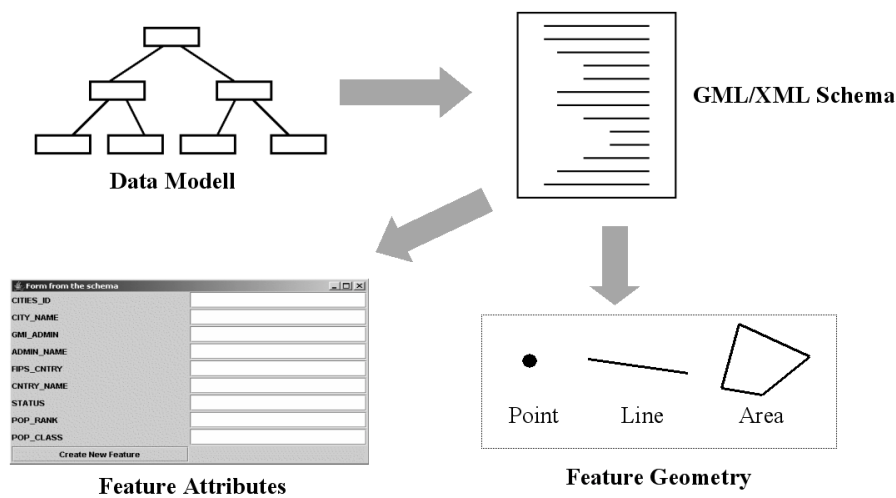 GML/XML Schema
Data Modell
Form from the schema
CITIES_ID
CITY_NAME
GMI_ADMIN
ADMIN_NAME
FIPS_CNTRY
CNTRY_NAME
STATUS
POP_RANK
POP_CLASS
Create New Feature
Feature Attributes
Point Line Area
Feature Geometry